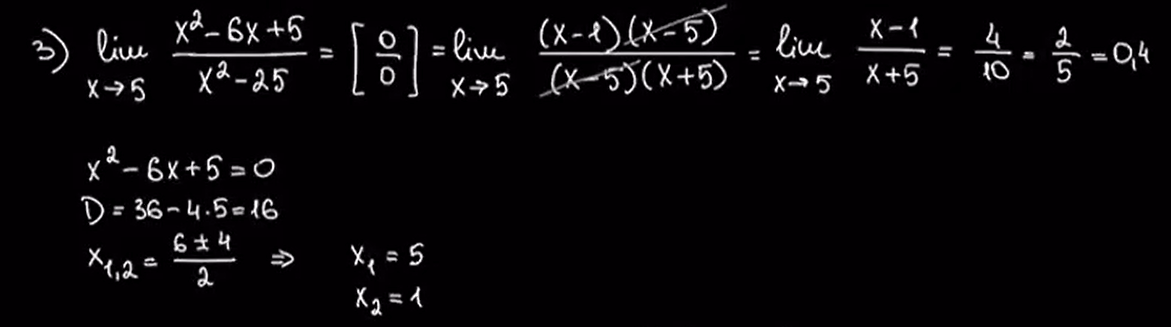 3) lim x→5 (x² - 6x + 5)/(x² - 25) = [0/0] = lim x→5 ((x-1)(x-5))/((x-5)(x+5)) = lim x→5 (x-1)/(x+5) = 4/10 = 2/5 = 0,4
x² - 6x + 5 = 0
D = 36 - 4·5 = 16
x₁,₂ = (6 ± 4)/2 ⇒ x₁ = 5
x₂ = 1